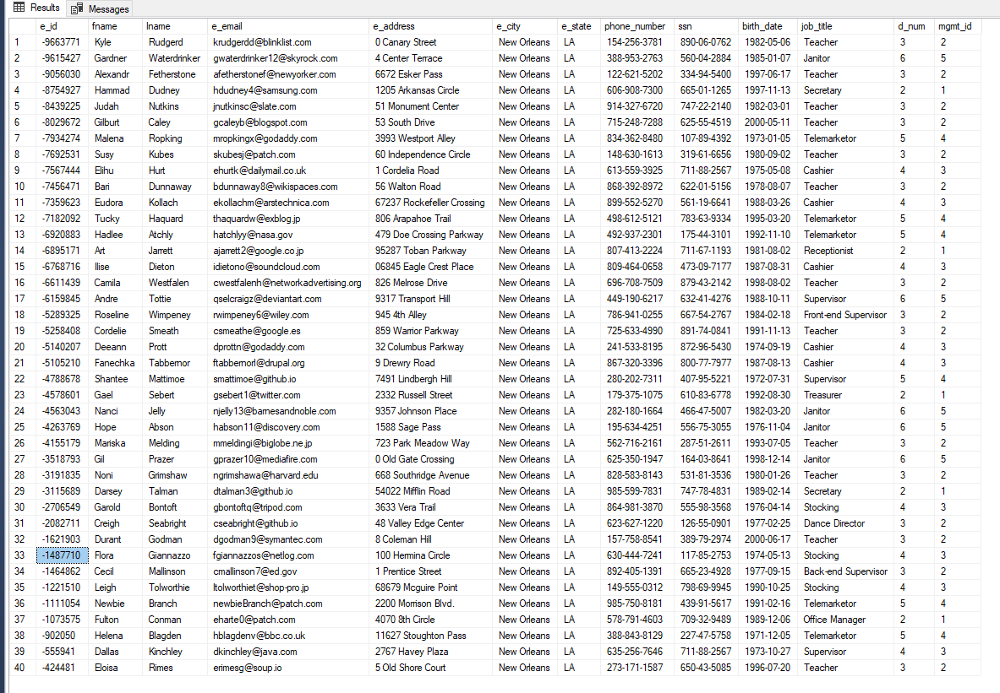 Results Messages
e_id fname lname e_email e_address e_city e_state phone_number ssn birth_date job_title d_num mgmt_id
1 -9663771 Kyle Rudgerd krudgerdd@blinklist.com 0 Canary Street New Orleans LA 154-256-3781 890-06-0762 1982-05-06 Teacher 3 2
2 -9615427 Gardner Waterdrinker gwaterdrinker12@skyrock.com 4 Center Terrace New Orleans LA 388-953-2763 560-04-2884 1985-01-07 Janitor 6 5
3 -9056030 Alexandr Fetherstone afetherstonef@newyorker.com 6672 Esker Pass New Orleans LA 122-621-5202 334-94-5400 1997-06-17 Teacher 3 2
4 -8754927 Hammad Dudney hdudney4@samsung.com 1205 Arkansas Circle New Orleans LA 606-908-7300 665-01-1265 1997-11-13 Secretary 2 1
5 -8439225 Judah Nutkins jnutkinsc@slate.com 51 Monument Center New Orleans LA 914-327-6720 747-22-2140 1982-03-01 Teacher 3 2
6 -8029672 Gilburt Caley gcaleyb@blogspot.com 53 South Drive New Orleans LA 715-248-7288 625-55-4519 2000-05-11 Teacher 3 2
7 -7934274 Malena Ropking mropkingx@godaddy.com 3993 Westport Alley New Orleans LA 834-362-8480 107-89-4392 1973-01-05 Telemarketor 5 4
8 -7692531 Susy Kubes skubesj@patch.com 60 Independence Circle New Orleans LA 148-630-1613 319-61-6656 1980-09-02 Teacher 3 2
9 -7567444 Elihu Hurt ehurtk@dailymail.co.uk 1 Cordelia Road New Orleans LA 613-559-3925 711-88-2567 1975-05-08 Cashier 4 3
10 -7456471 Bari Dunnaway bdunnaway8@wikispaces.com 56 Walton Road New Orleans LA 868-392-8972 622-01-5156 1978-08-07 Teacher 3 2
11 -7359623 Eudora Kollach ekollachm@arstechnica.com 67237 Rockefeller Crossing New Orleans LA 899-552-5270 561-19-6641 1988-03-26 Cashier 4 3
12 -7182092 Tucky Haquard thaquardw@exblog.jp 806 Arapahoe Trail New Orleans LA 498-612-5121 783-63-9334 1995-03-20 Telemarketor 5 4
13 -6920883 Hadlee Atchly hatchlyy@nasa.gov 479 Doe Crossing Parkway New Orleans LA 492-937-2301 175-44-3101 1992-11-10 Telemarketor 5 4
14 -6895171 Art Jarrett ajarrett2@google.co.jp 95287 Toban Parkway New Orleans LA 807-413-2224 711-67-1193 1981-08-02 Receptionist 2 1
15 -6768716 Ilise Dieton idietono@soundcloud.com 06845 Eagle Crest Place New Orleans LA 809-464-0658 473-09-7177 1987-08-31 Cashier 4 3
16 -6611439 Camila Westfalen cwestfalenh@networkadvertising.org 826 Melrose Drive New Orleans LA 696-708-7509 879-43-2142 1998-08-02 Teacher 3 2
17 -6159845 Andre Tottie qselcraigz@deviantart.com 9317 Transport Hill New Orleans LA 449-190-6217 632-41-4276 1988-10-11 Supervisor 6 5
18 -5289325 Roseline Wimpeney rwimpeney6@wiley.com 945 4th Alley New Orleans LA 786-941-0255 667-54-2767 1984-02-18 Front-end Supervisor 3 2
19 -5258408 Cordelie Smeath csmeathe@google.es 859 Warrior Parkway New Orleans LA 725-633-4990 891-74-0841 1991-11-13 Teacher 3 2
20 -5140207 Deeann Prott dprottn@godaddy.com 32 Columbus Parkway New Orleans LA 241-533-8195 872-96-5430 1974-09-19 Cashier 4 3
21 -5105210 Fanechka Tabbernor ftabbernorl@drupal.org 9 Drewry Road New Orleans LA 867-320-3396 800-77-7977 1987-08-13 Cashier 4 3
22 -4788678 Shantee Mattimoe smattimoe@github.io 7491 Lindbergh Hill New Orleans LA 280-202-7311 407-95-5221 1972-07-31 Supervisor 5 4
23 -4578601 Gael Sebert gsebert1@twitter.com 2332 Russell Street New Orleans LA 179-375-1075 610-83-6778 1992-08-30 Treasurer 2 1
24 -4563043 Nanci Jelly njelly13@barnesandnoble.com 9357 Johnson Place New Orleans LA 282-180-1664 466-47-5007 1982-03-20 Janitor 6 5
25 -4263769 Hope Abson habson11@discovery.com 1588 Sage Pass New Orleans LA 195-634-4251 556-75-3055 1976-11-04 Janitor 6 5
26 -4155179 Mariska Melding mmeldingi@biglobe.ne.jp 723 Park Meadow Way New Orleans LA 562-716-2161 287-51-2611 1993-07-05 Teacher 3 2
27 -3518793 Gil Prazer gprazer10@mediafire.com 0 Old Gate Crossing New Orleans LA 625-350-1947 164-03-8641 1998-12-14 Janitor 6 5
28 -3191835 Noni Grimshaw ngrimshawa@harvard.edu 668 Southridge Avenue New Orleans LA 828-583-8143 531-81-3536 1980-01-26 Teacher 3 2
29 -3115689 Darsey Talman dtalman3@github.io 54022 Mifflin Road New Orleans LA 985-599-7831 747-78-4831 1989-02-14 Secretary 2 1
30 -2706549 Garold Bontoft gbontoftq@tripod.com 3633 Vera Trail New Orleans LA 864-981-3870 555-98-3568 1976-04-14 Stocking 4 3
31 -2082711 Creigh Seabright cseabright@github.io 48 Valley Edge Center New Orleans LA 623-627-1220 126-55-0901 1977-02-25 Dance Director 3 2
32 -1621903 Durant Godman dgodman9@symantec.com 8 Coleman Hill New Orleans LA 157-758-8541 389-79-2974 2000-06-17 Teacher 3 2
33 -1487710 Flora Giannazzo fgiannazzos@netlog.com 100 Hermina Circle New Orleans LA 630-444-7241 117-85-2753 1974-05-13 Stocking 4 3
34 -1464862 Cecil Mallinson cmallinson7@ed.gov 1 Prentice Street New Orleans LA 892-405-1391 665-23-4928 1977-09-15 Back-end Supervisor 3 2
35 -1221510 Leigh Tolworthie ltolworthiet@shop-pro.jp 68679 Mcguire Point New Orleans LA 149-555-0312 798-69-9945 1990-10-25 Stocking 4 3
36 -1111054 Newbie Branch newbieBranch@patch.com 2200 Morrison Blvd. New Orleans LA 985-750-8181 439-91-5617 1991-02-16 Telemarketor 5 4
37 -1073575 Fulton Conman eharte0@patch.com 4070 8th Circle New Orleans LA 578-791-4603 709-32-9489 1989-12-06 Office Manager 2 1
38 -902050 Helena Blagden hblagdenv@bbc.co.uk 11627 Stoughton Pass New Orleans LA 388-843-8129 227-47-5758 1971-12-05 Telemarketor 5 4
39 -555941 Dallas Kinchley dkinchley@java.com 2767 Havey Plaza New Orleans LA 635-256-7646 711-88-2567 1973-10-27 Supervisor 4 3
40 -424481 Eloisa Rimes erimesg@soup.io 5 Old Shore Court New Orleans LA 273-171-1587 650-43-5085 1996-07-20 Teacher 3 2